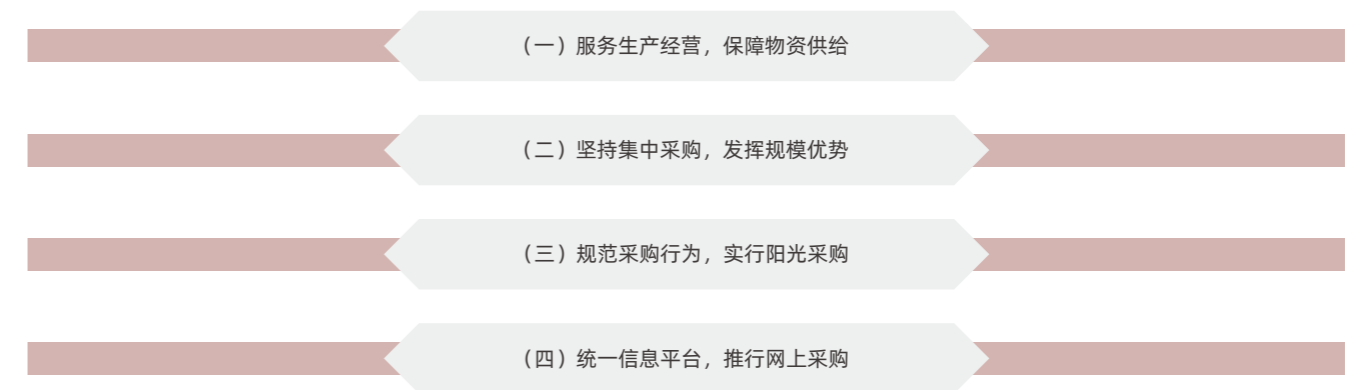 （一）服务生产经营，保障物资供给
（二）坚持集中采购，发挥规模优势
（三）规范采购行为，实行阳光采购
（四）统一信息平台，推行网上采购